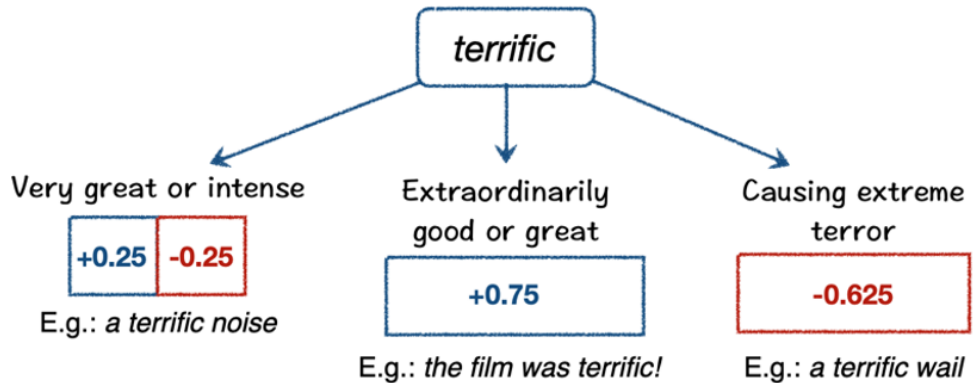 terrific
Very great or intense
+0.25 -0.25
E.g.: a terrific noise
Extraordinarily
good or great
+0.75
E.g.: the film was terrific!
Causing extreme
terror
-0.625
E.g.: a terrific wail